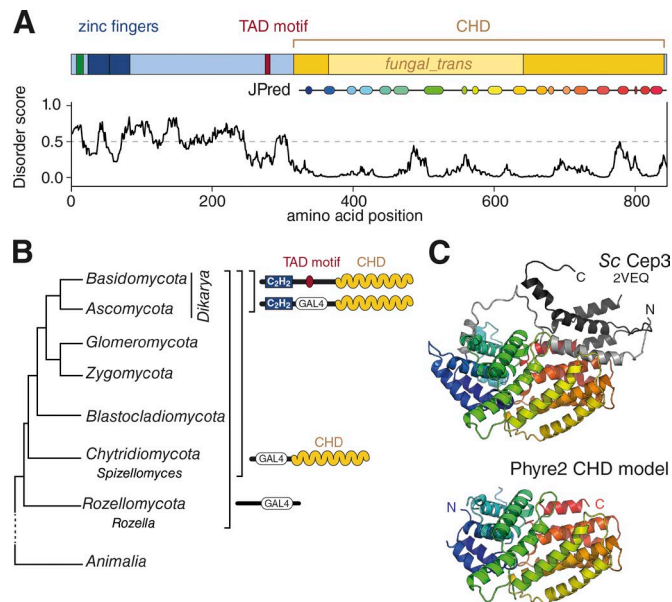 A
zinc fingers TAD motif CHD
fungal_trans
JPred
Disorder score
1.0
0.5
0.0
0 200 400 600 800
amino acid position
B
TAD motif CHD
C₂H₂
C₂H₂ GAL4
Basidomycota
Ascomycota
Dikarya
Glomeromycota
Zygomycota
Blastocladiomycota
Chytridiomycota
Spizellomyces
CHD
GAL4
Rozellomycota
Rozella
GAL4
Animalia
C
Sc Cep3
2VEQ
C
N
Phyre2 CHD model
N C